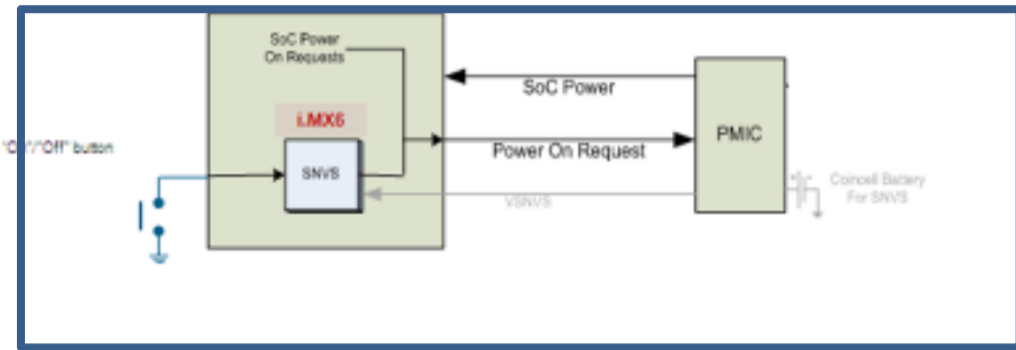 SoC Power
On Requests
i.MX6
SNVS
"On"/"Off" button
SoC Power
Power On Request
VSNVS
PMIC
Coincell Battery
For SNVS